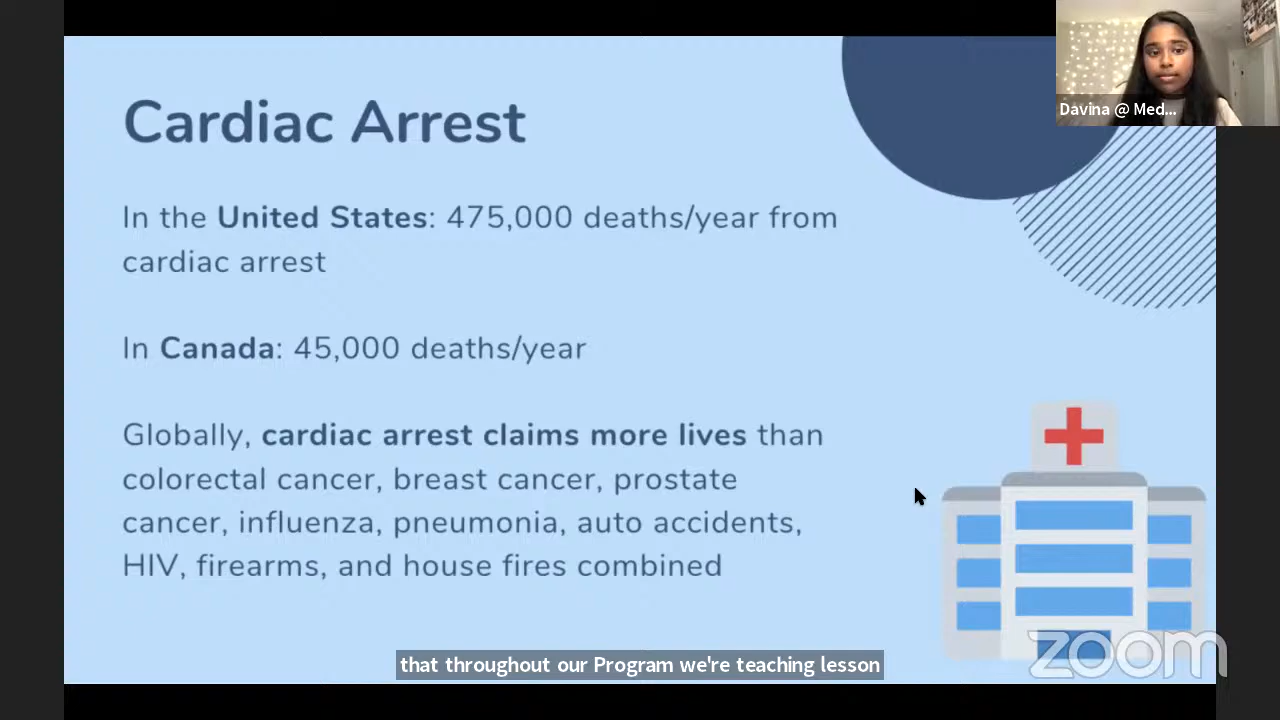 Davina @ Med...
Cardiac Arrest
In the United States: 475,000 deaths/year from
cardiac arrest
In Canada: 45,000 deaths/year
Globally, cardiac arrest claims more lives than
colorectal cancer, breast cancer, prostate
cancer, influenza, pneumonia, auto accidents,
HIV, firearms, and house fires combined
that throughout our Program we're teaching lesson
zoom